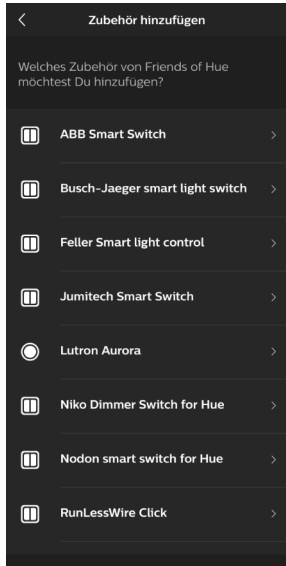 Zubehör hinzufügen
Welches Zubehör von Friends of Hue
möchtest Du hinzufügen?
ABB Smart Switch
Busch-Jaeger smart light switch
Feller Smart light control
Jumitech Smart Switch
Lutron Aurora
Niko Dimmer Switch for Hue
Nodon smart switch for Hue
RunLessWire Click